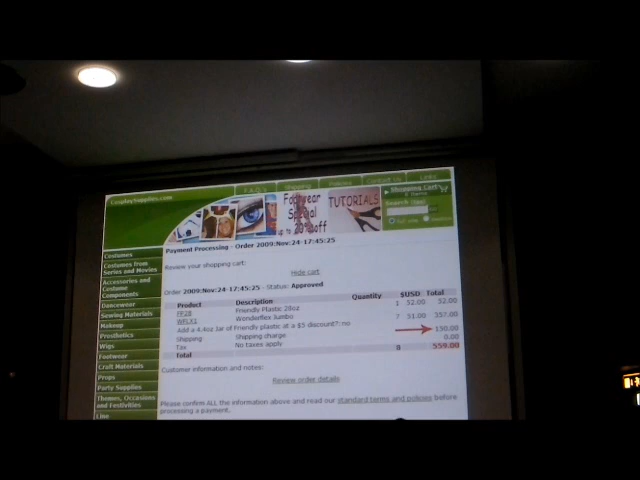 CosplaySupplies.com
F.A.Q.'s Shipping Policies Contact Us Links
Shopping Cart
0 Items
Footwear
Special
up to 20% off
TUTORIALS
Search
Payment Processing - Order 2009:Nov:24-17:45:25
Review your shopping cart:
Hide cart
Order 2009:Nov:24-17:45:25 - Status: Approved
Product Description Quantity $USD Total
FP28 Friendly Plastic 28oz 1 52.00 52.00
WFLX1 Wonderflex Jumbo 7 51.00 357.00
Add a 4.4oz Jar of Friendly plastic at a $5 discount?: no
Shipping Shipping charge 150.00
Tax No taxes apply 0.00
Total 8 559.00
Customer information and notes:
Review order details
Please confirm ALL the information above and read our standard terms and policies before
processing a payment.
Costumes
Costumes from
Series and Movies
Accessories and
Costume
Components
Dancewear
Sewing Materials
Makeup
Prosthetics
Wigs
Footwear
Craft Materials
Props
Party Supplies
Themes, Occasions
and Festivities
Line